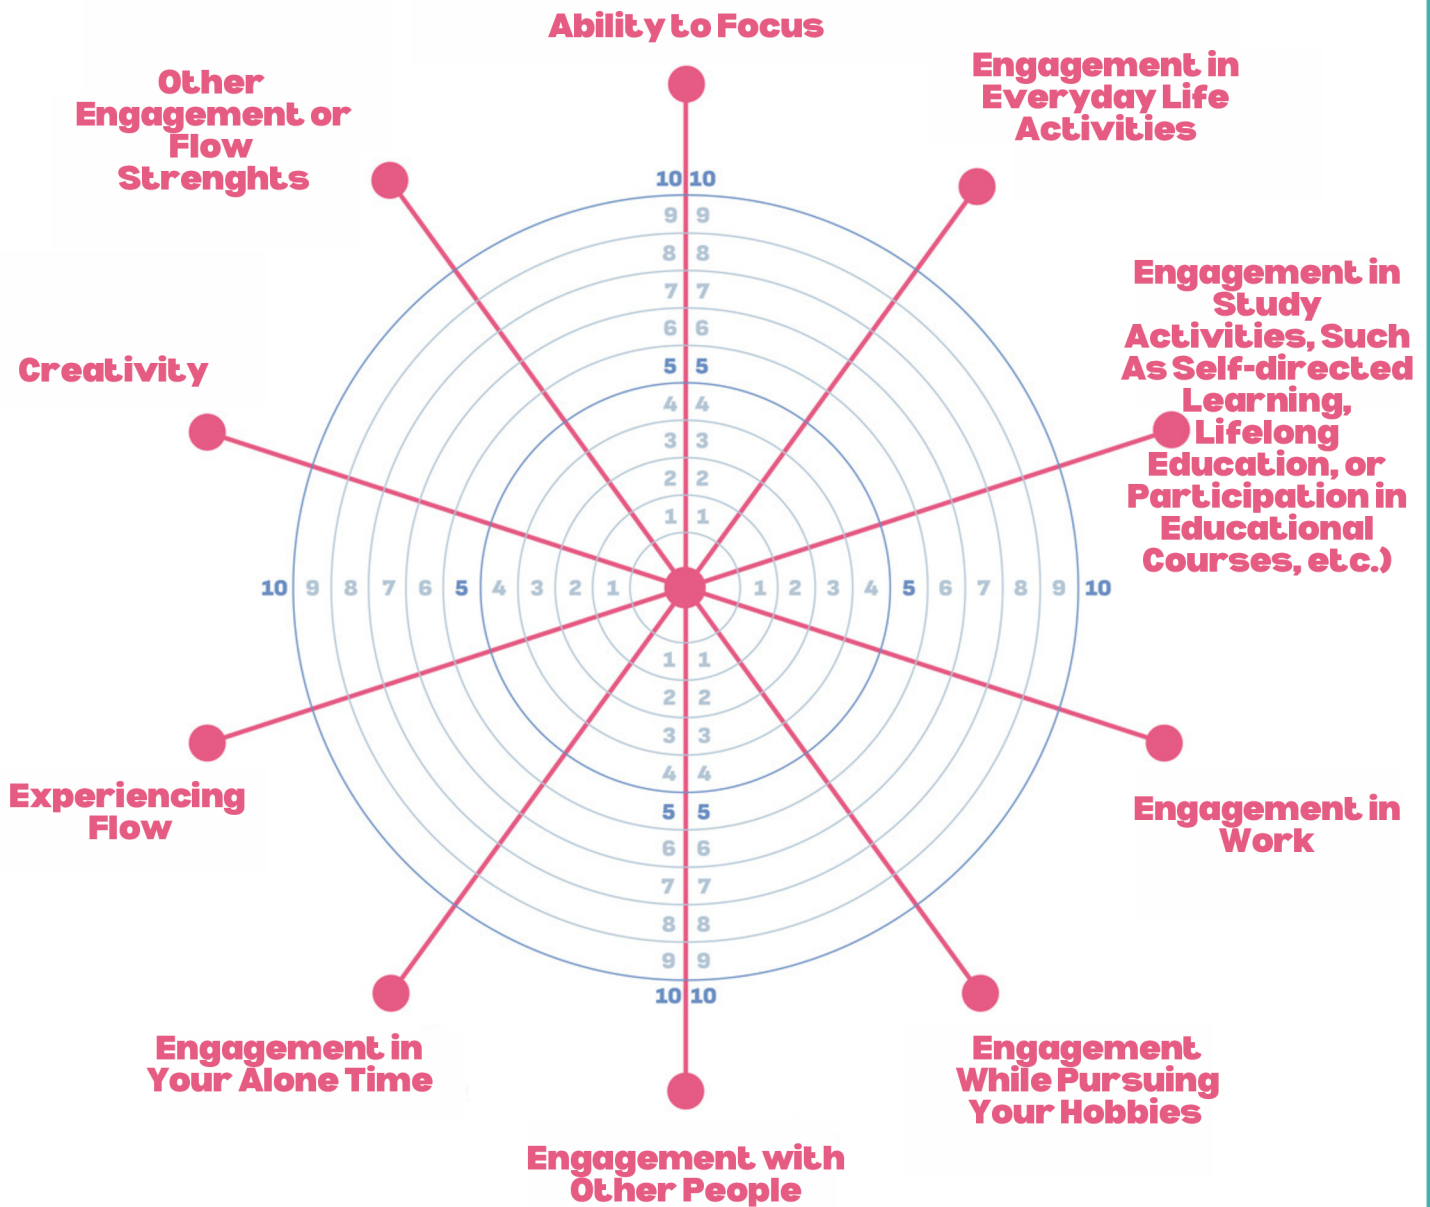 Ability to Focus
Engagement in
Everyday Life
Activities
Other
Engagement or
Flow
Strenghts
Engagement in
Study
Activities, Such
As Self-directed
Learning,
Lifelong
Education, or
Participation in
Educational
Courses, etc.)
Creativity
10 10
9 9
8 8
7 7
6 6
5 5
4 4
3 3
2 2
1 1
10 9 8 7 6 5 4 3 2 1 1 2 3 4 5 6 7 8 9 10
1 1
2 2
3 3
4 4
5 5
6 6
7 7
8 8
9 9
10 10
Experiencing
Flow
Engagement in
Work
Engagement in
Your Alone Time
Engagement
While Pursuing
Your Hobbies
Engagement with
Other People